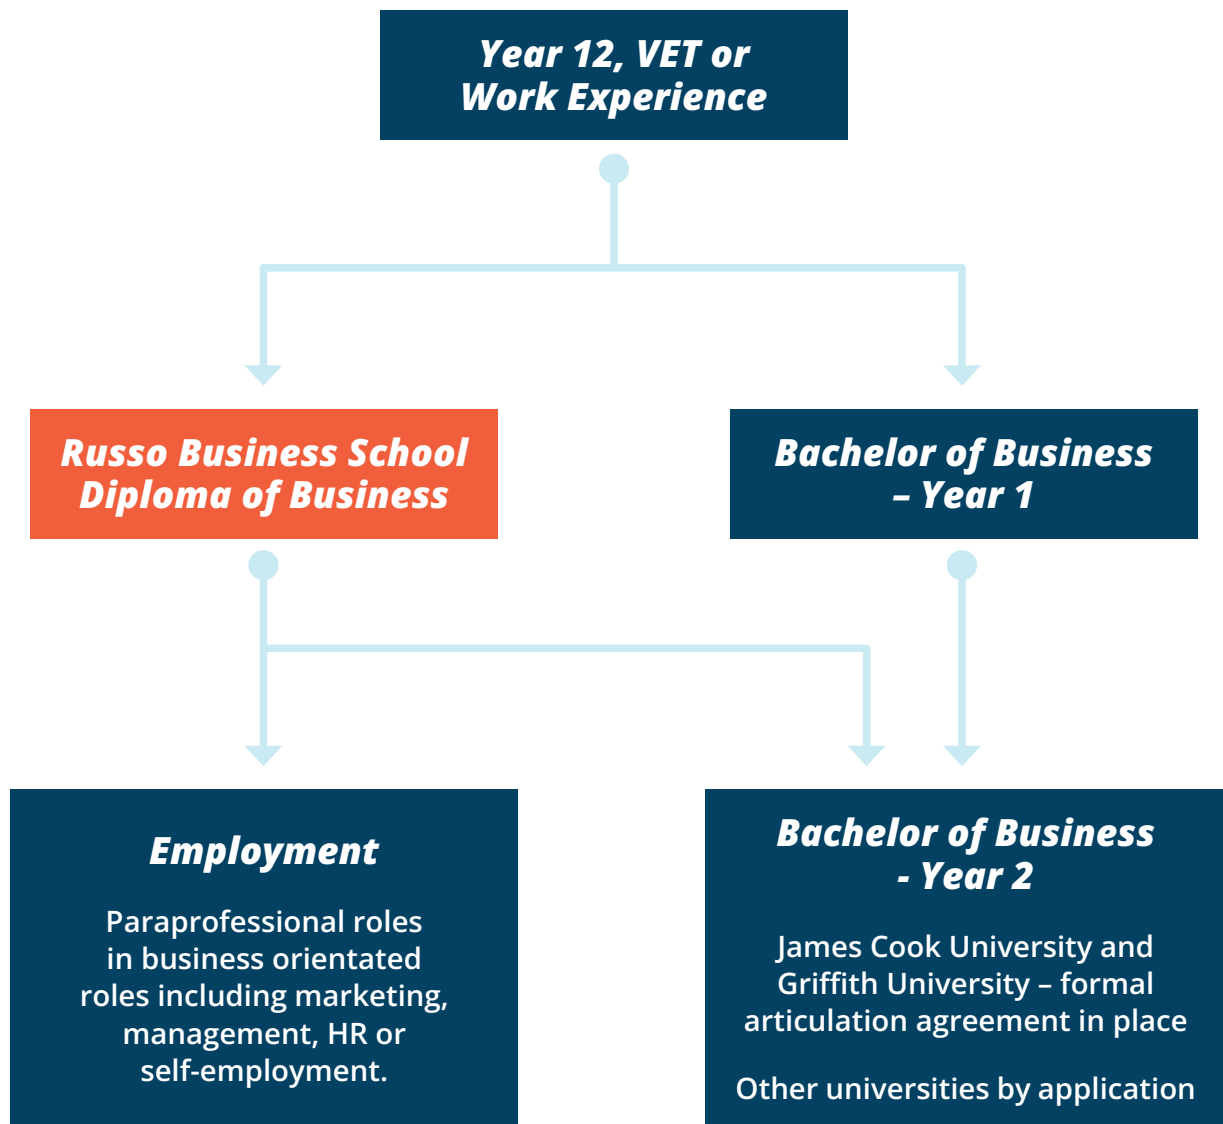 Year 12, VET or
Work Experience
Russo Business School
Diploma of Business
Bachelor of Business
– Year 1
Employment
Paraprofessional roles
in business orientated
roles including marketing,
management, HR or
self-employment.
Bachelor of Business
- Year 2
James Cook University and
Griffith University – formal
articulation agreement in place
Other universities by application